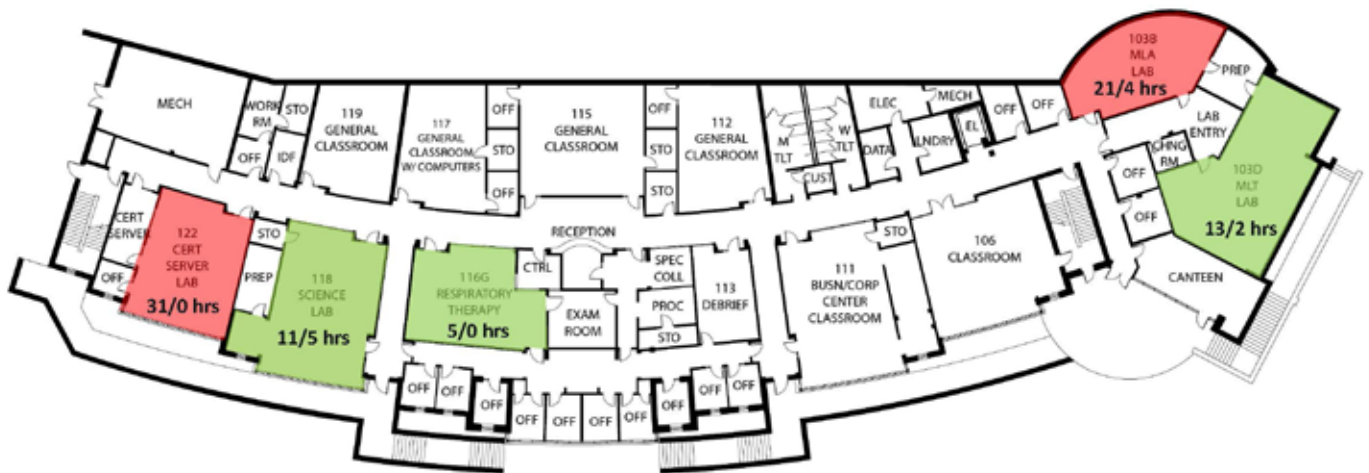 MECH
WORK
RM
STO
OFF
IDF
119
GENERAL
CLASSROOM
117
GENERAL
CLASSROOM
W/ COMPUTERS
OFF
STO
OFF
115
GENERAL
CLASSROOM
OFF
STO
STO
112
GENERAL
CLASSROOM
M
TLT
W
TLT
CUST
ELEC
DATA
MECH
LNDRY
EL
OFF
OFF
103B
MLA
LAB
21/4 hrs
PREP
LAB
ENTRY
CHNG
RM
OFF
OFF
103D
MLT
LAB
13/2 hrs
CANTEEN
CERT
SERVER
OFF
122
CERT
SERVER
LAB
31/0 hrs
STO
PREP
118
SCIENCE
LAB
11/5 hrs
116G
RESPIRATORY
THERAPY
5/0 hrs
RECEPTION
CTRL
EXAM
ROOM
SPEC
COLL
PROC
STO
113
DEBRIEF
111
BUSN/CORP
CENTER
CLASSROOM
STO
106
CLASSROOM
OFF
OFF
OFF
OFF
OFF
OFF
OFF
OFF
OFF
OFF